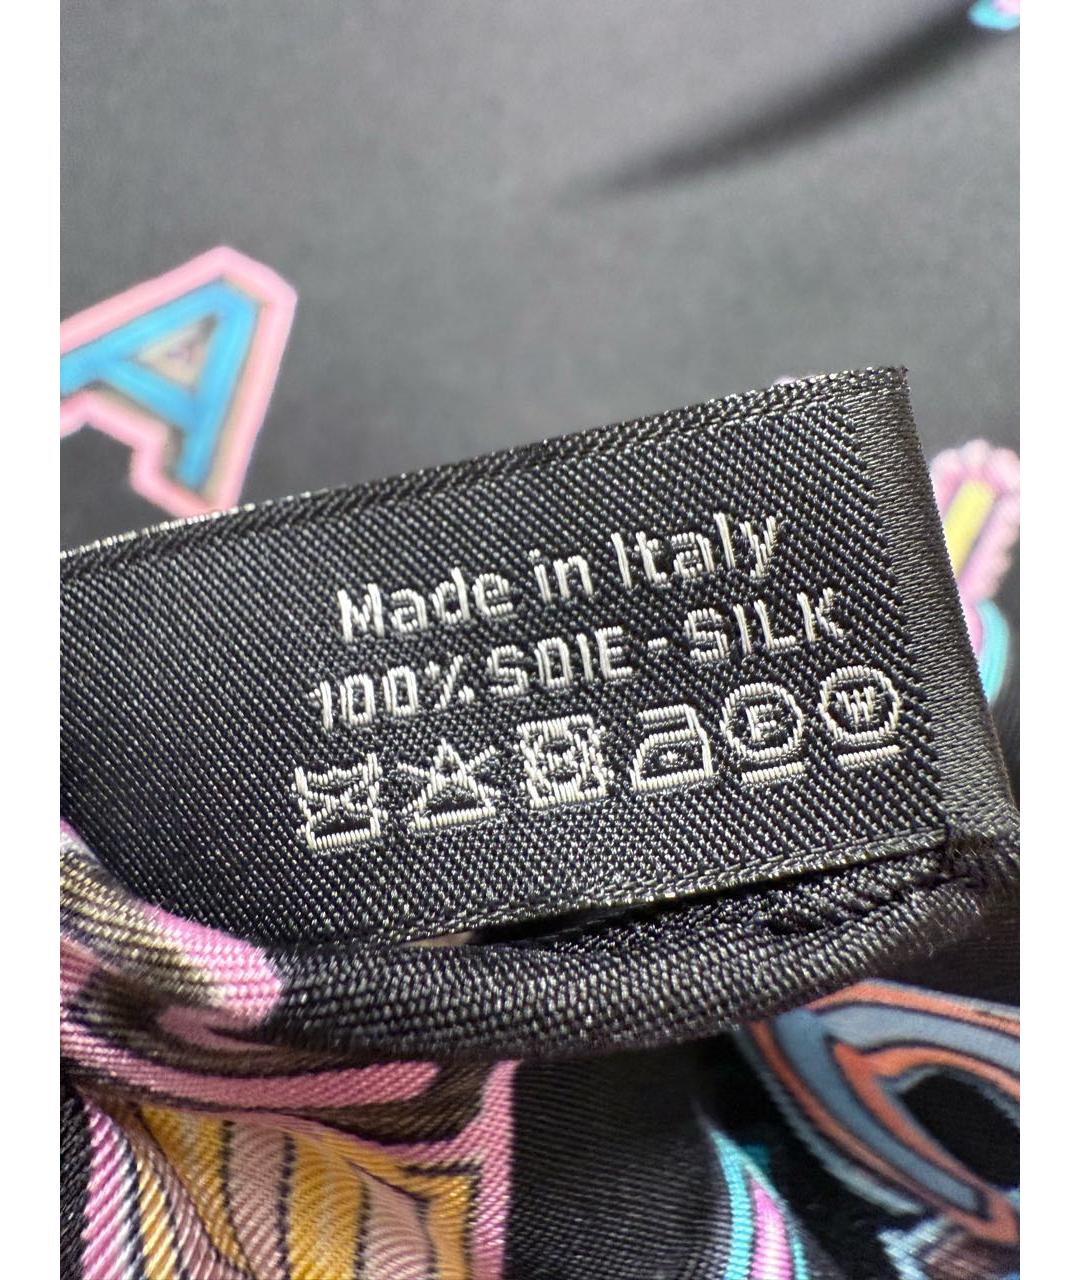 A
Made in Italy
100% SOIE - SILK
F W